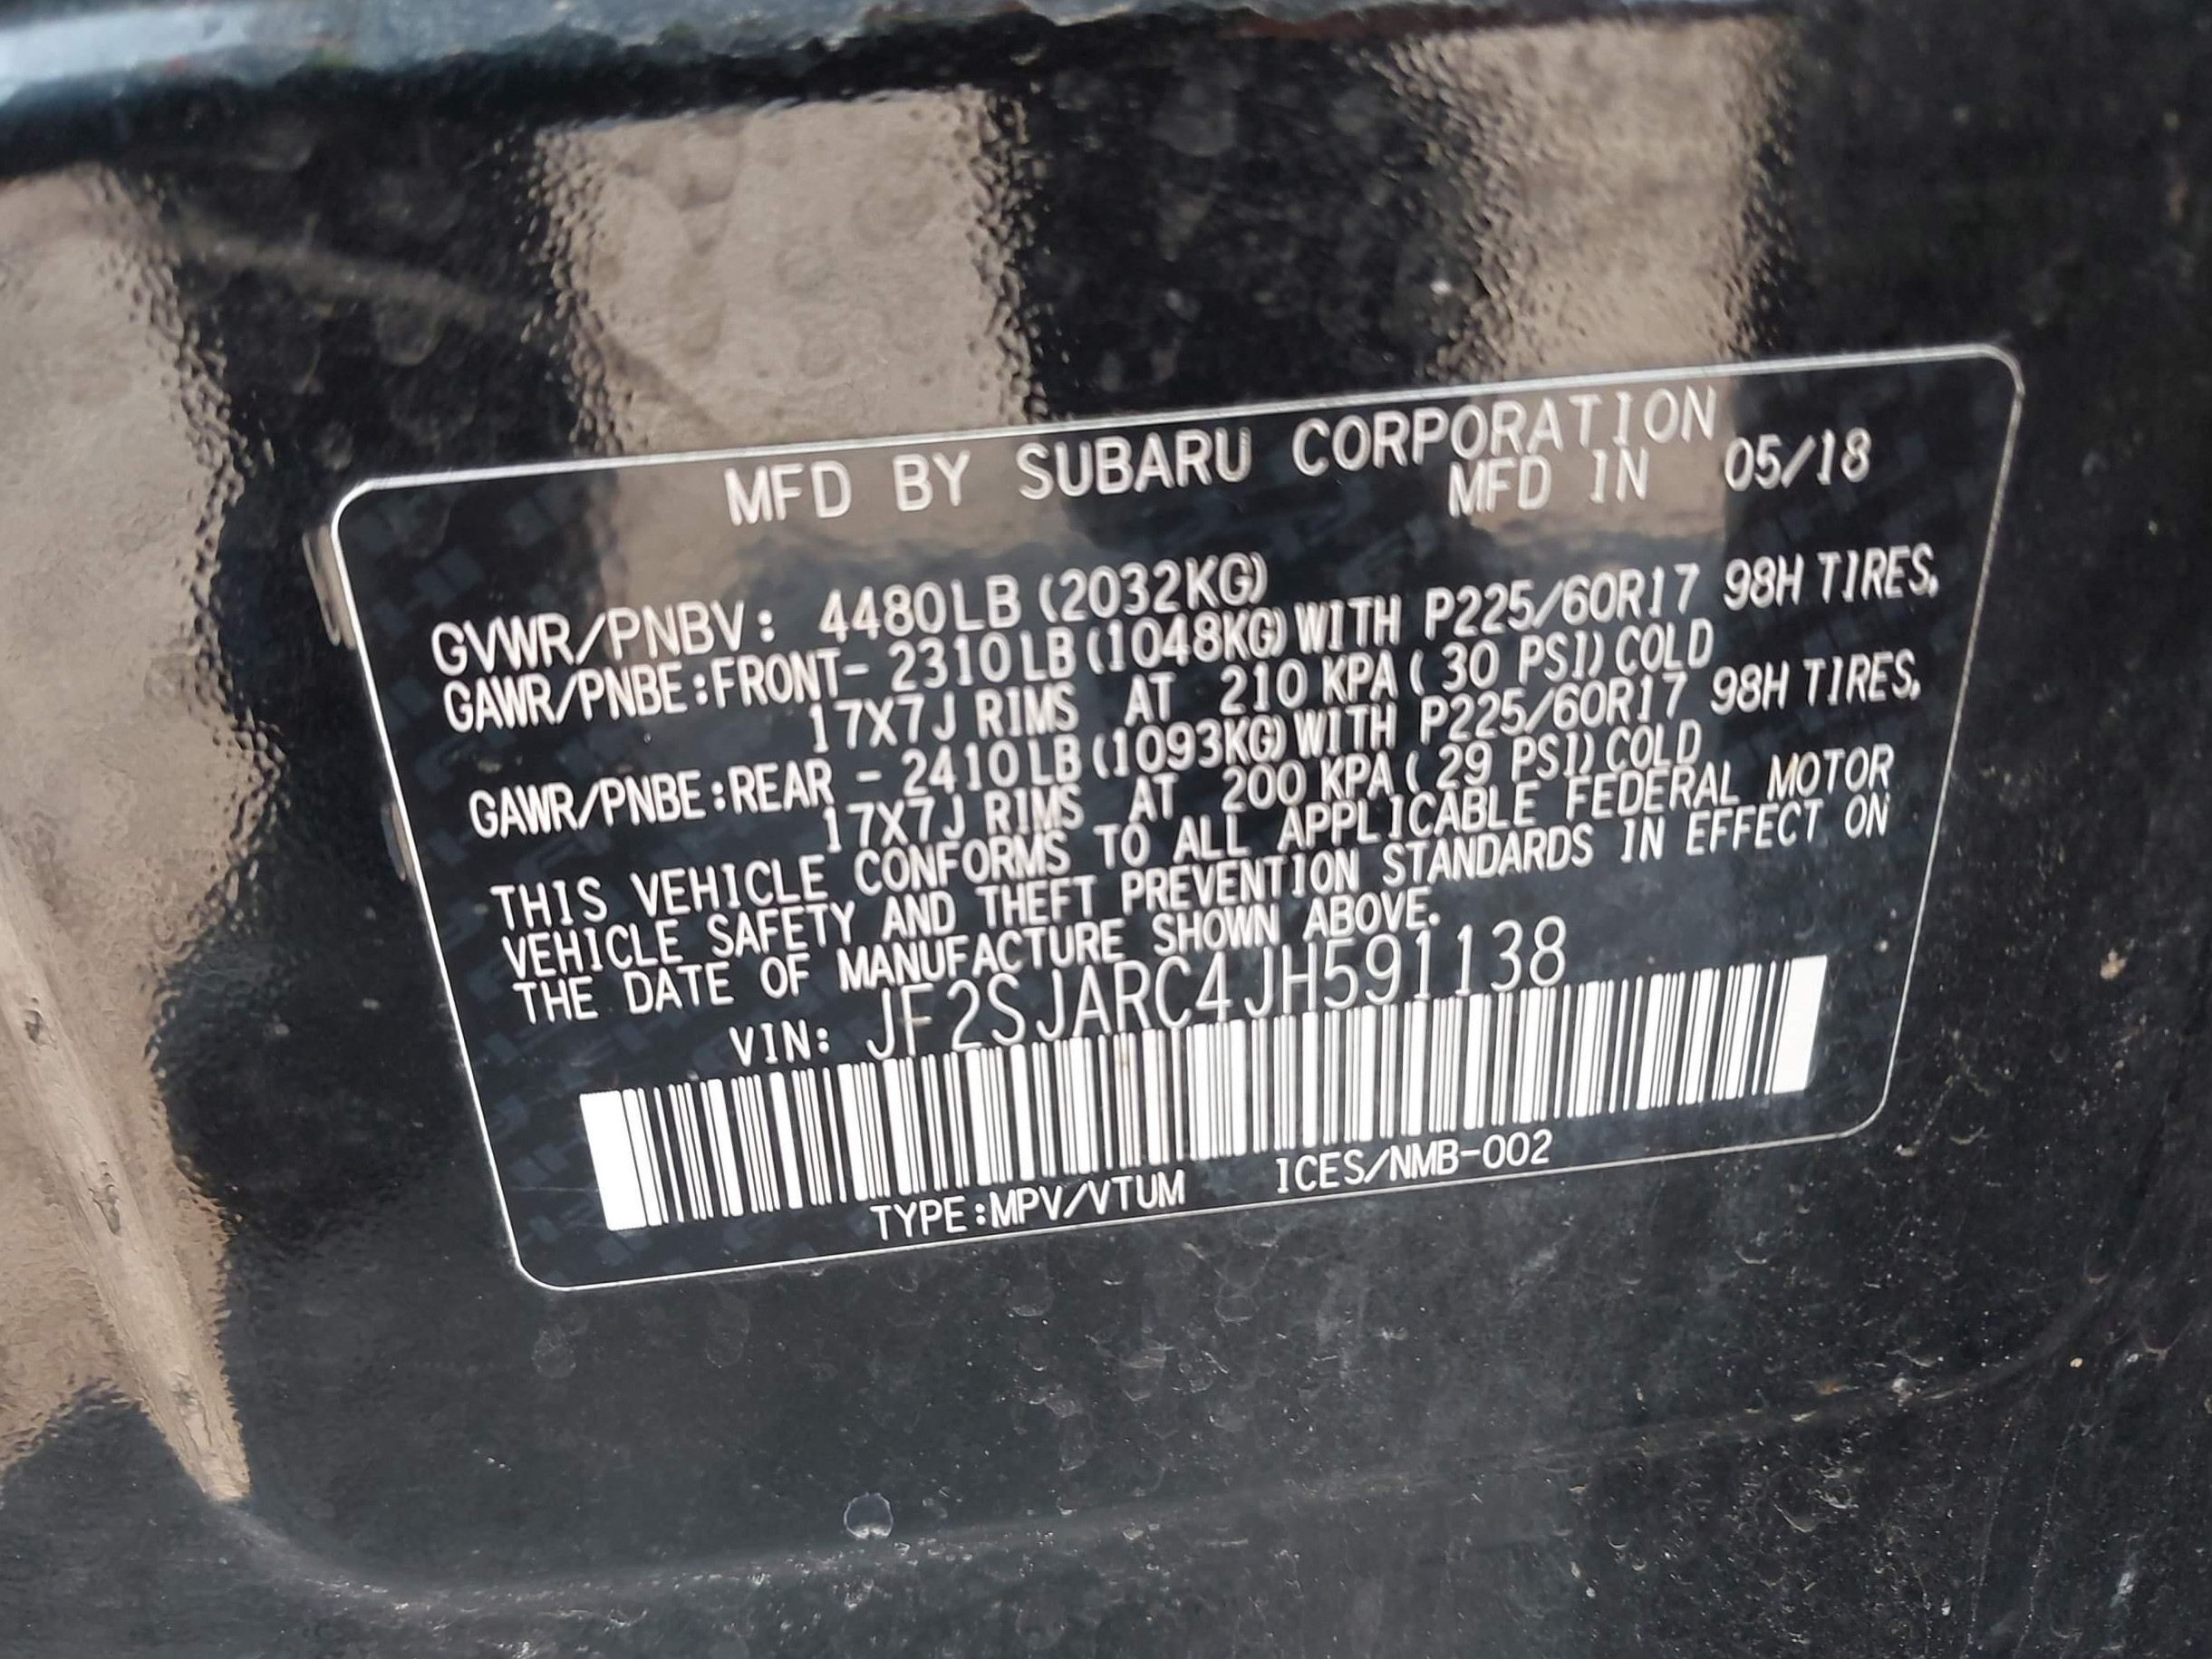 MFD BY SUBARU CORPORATION
MFD IN 05/18
GVWR/PNBV: 4480LB (2032KG)
GAWR/PNBE:FRONT- 2310LB (1048KG) WITH P225/60R17 98H TIRES,
17X7J RIMS AT 210 KPA ( 30 PSI) COLD
GAWR/PNBE:REAR - 2410LB (1093KG) WITH P225/60R17 98H TIRES,
17X7J RIMS AT 200 KPA ( 29 PSI) COLD
THIS VEHICLE CONFORMS TO ALL APPLICABLE FEDERAL MOTOR
VEHICLE SAFETY AND THEFT PREVENTION STANDARDS IN EFFECT ON
THE DATE OF MANUFACTURE SHOWN ABOVE.
VIN: JF2SJARC4JH591138
TYPE:MPV/VTUM ICES/NMB-002